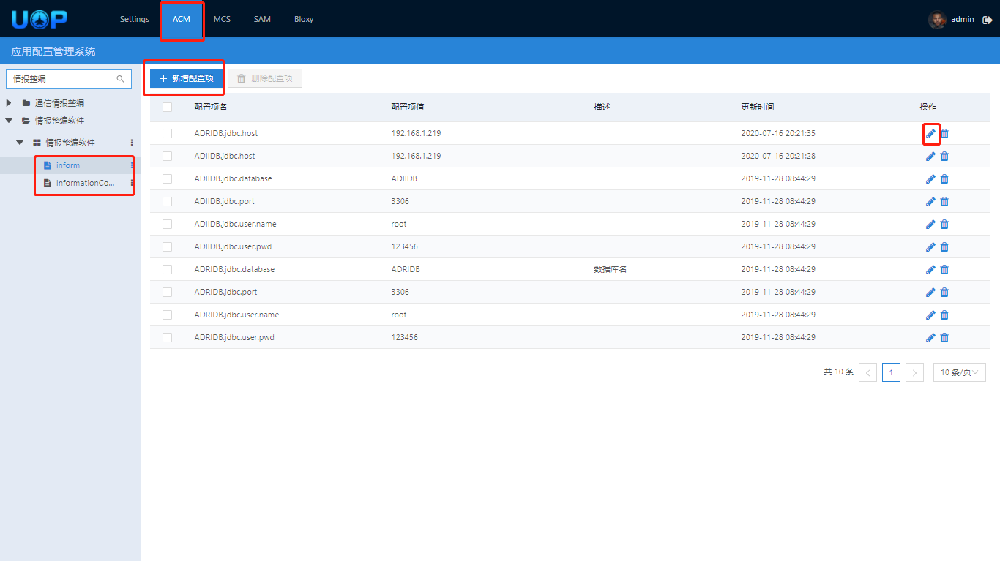 UOP Settings ACM MCS SAM Bloxy admin
应用配置管理系统
情报整编
新增配置项 删除配置项
通信情报整编
情报整编软件
情报整编软件
inform
InformationCo...
配置项名 配置项值 描述 更新时间 操作
ADRIDB.jdbc.host 192.168.1.219 2020-07-16 20:21:35
ADIIDB.jdbc.host 192.168.1.219 2020-07-16 20:21:28
ADIIDB.jdbc.database ADIIDB 2019-11-28 08:44:29
ADIIDB.jdbc.port 3306 2019-11-28 08:44:29
ADIIDB.jdbc.user.name root 2019-11-28 08:44:29
ADIIDB.jdbc.user.pwd 123456 2019-11-28 08:44:29
ADRIDB.jdbc.database ADRIDB 数据库名 2019-11-28 08:44:29
ADRIDB.jdbc.port 3306 2019-11-28 08:44:29
ADRIDB.jdbc.user.name root 2019-11-28 08:44:29
ADRIDB.jdbc.user.pwd 123456 2019-11-28 08:44:29
共 10 条 1 10 条/页